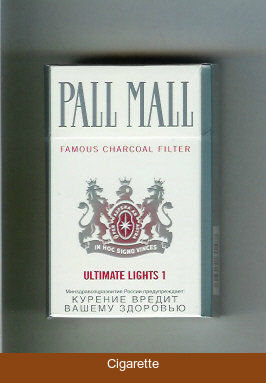 PALL MALL
FAMOUS CHARCOAL FILTER
IN HOC SIGNO VINCES
ULTIMATE LIGHTS 1
Минздравсоцразвития России предупреждает:
КУРЕНИЕ ВРЕДИТ
ВАШЕМУ ЗДОРОВЬЮ
Cigarette